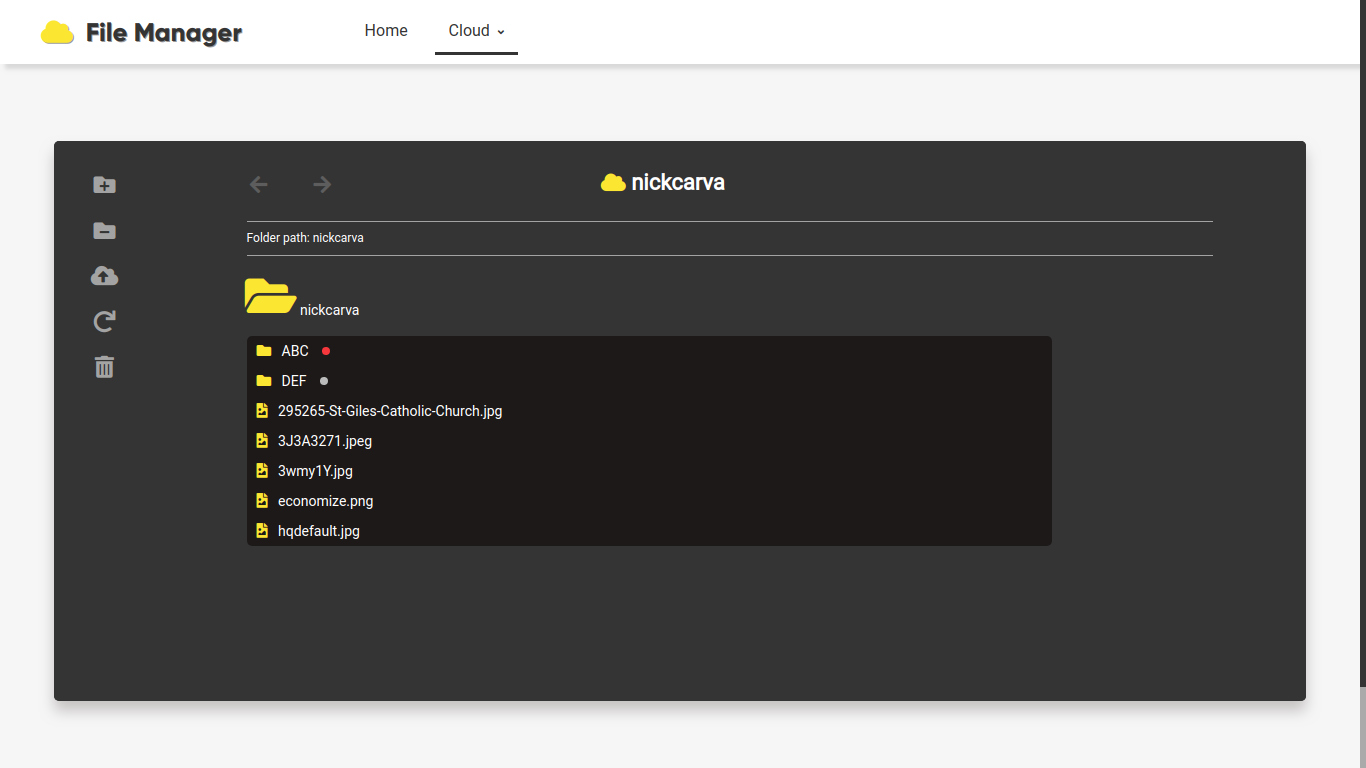 File Manager
Home
Cloud
nickcarva
Folder path: nickcarva
nickcarva
ABC
DEF
295265-St-Giles-Catholic-Church.jpg
3J3A3271.jpeg
3wmy1Y.jpg
economize.png
hqdefault.jpg